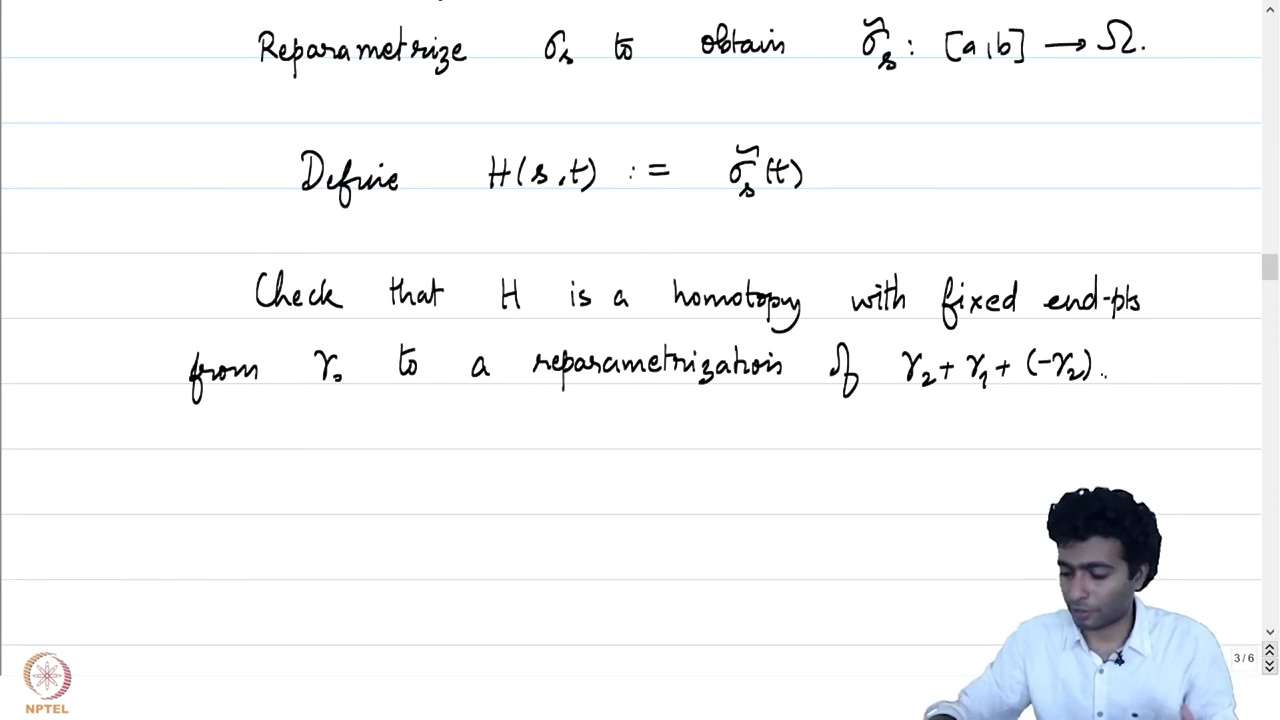 Reparametrize σₛ to obtain σ̃ₛ : [a,b] → Ω.
Define H(s,t) := σ̃ₛ(t)
Check that H is a homotopy with fixed end-pts
from γ₀ to a reparametrization of γ₂ + γ₁ + (-γ₂).
3 / 6
NPTEL